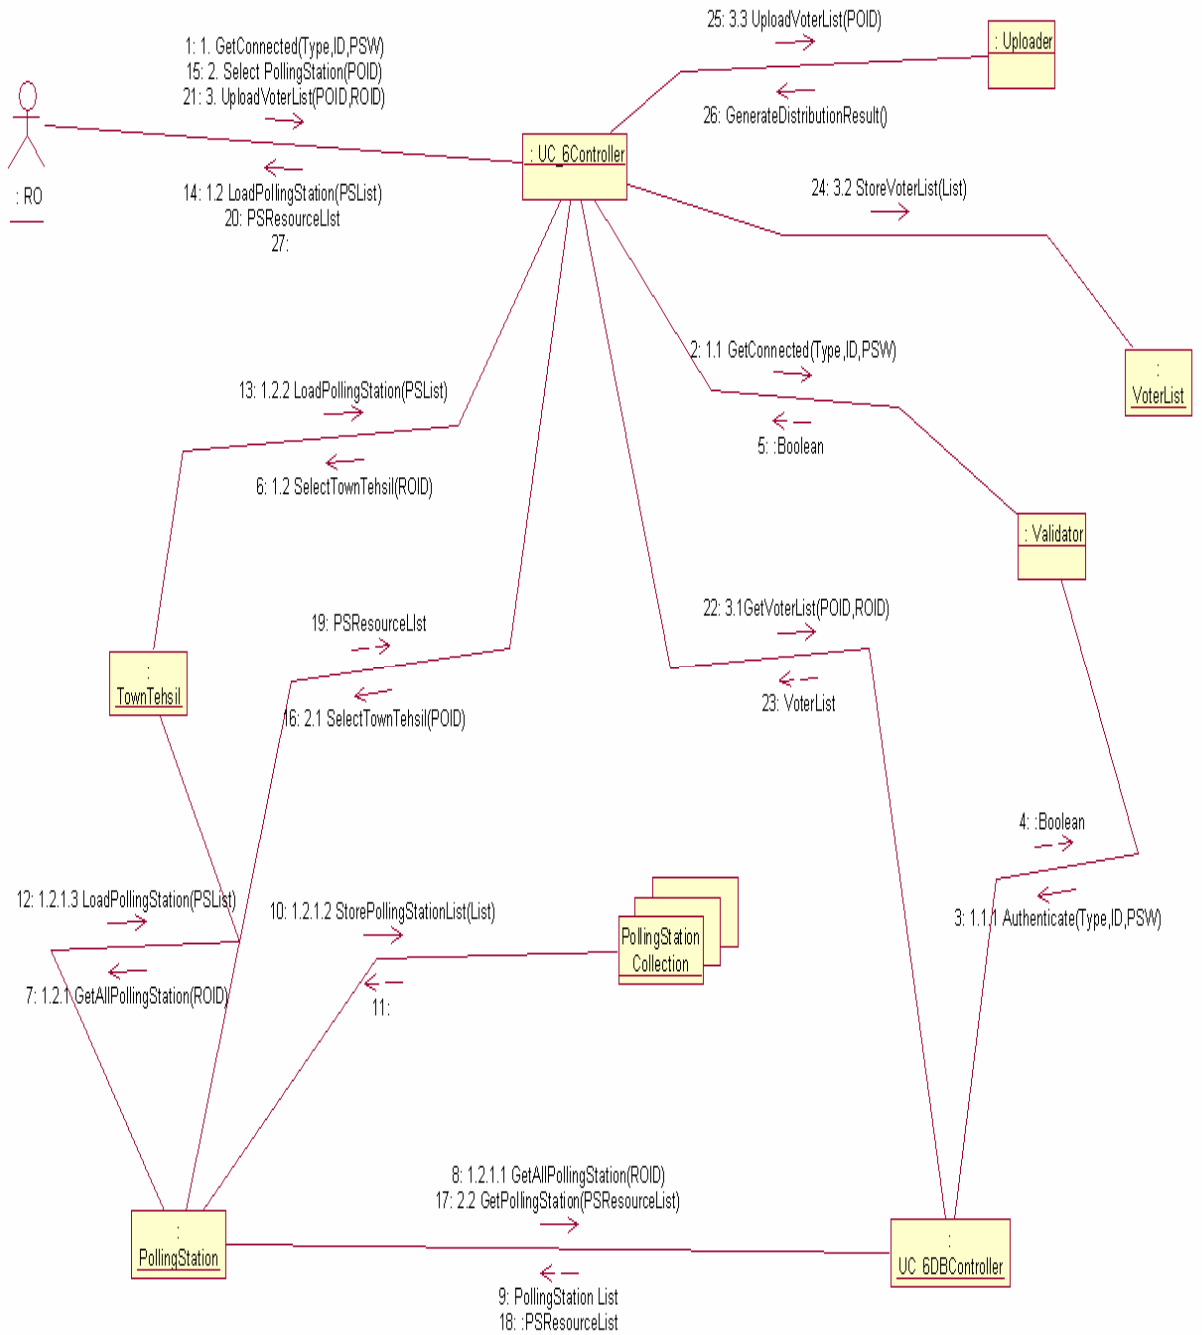 25: 3.3 UploadVoterList(POID)
: Uploader
1: 1. GetConnected(Type,ID,PSW)
15: 2. Select PollingStation(POID)
21: 3. UploadVoterList(POID,ROID)
26: GenerateDistributionResult()
: UC_6Controller
: RO
14: 1.2 LoadPollingStation(PSList)
20: PSResourceLIst
27:
24: 3.2 StoreVoterList(List)
2: 1.1 GetConnected(Type,ID,PSW)
:
VoterList
13: 1.2.2 LoadPollingStation(PSList)
5: :Boolean
6: 1.2 SelectTownTehsil(ROID)
: Validator
22: 3.1GetVoterList(POID,ROID)
19: PSResourceLIst
:
TownTehsil
16: 2.1 SelectTownTehsil(POID)
23: VoterList
4: :Boolean
12: 1.2.1.3 LoadPollingStation(PSList)
10: 1.2.1.2 StorePollingStationList(List)
3: 1.1.1 Authenticate(Type,ID,PSW)
PollingStation
Collection
7: 1.2.1 GetAllPollingStation(ROID)
11:
8: 1.2.1.1 GetAllPollingStation(ROID)
17: 2.2 GetPollingStation(PSResourceList)
:
PollingStation
:
UC_6DBController
9: PollingStation List
18: :PSResourceList